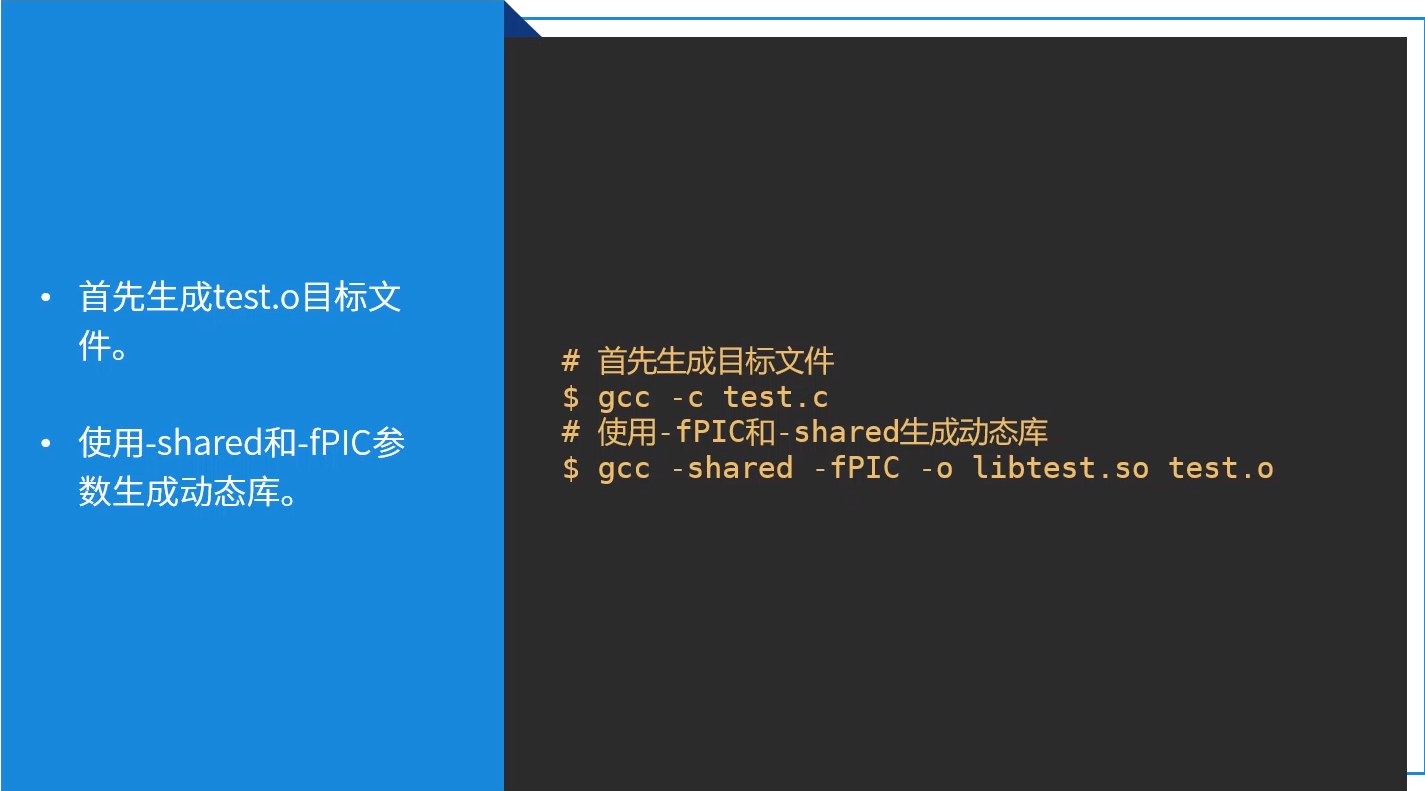 • 首先生成test.o目标文
件。
• 使用-shared和-fPIC参
数生成动态库。
# 首先生成目标文件
$ gcc -c test.c
# 使用-fPIC和-shared生成动态库
$ gcc -shared -fPIC -o libtest.so test.o